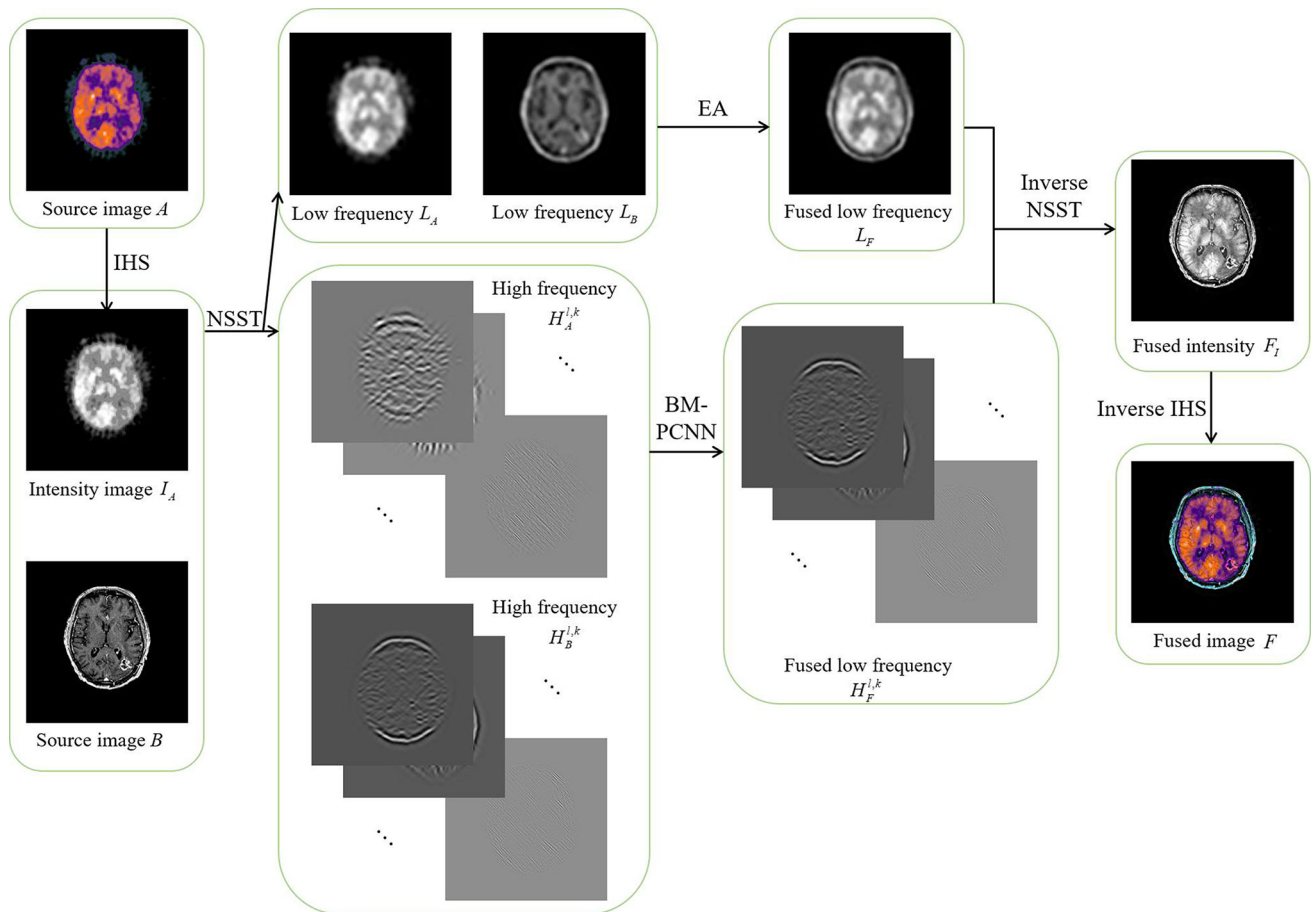 Source image A
IHS
Intensity image I_A
Source image B
NSST
Low frequency L_A
Low frequency L_B
High frequency
H_A^{l,k}
High frequency
H_B^{l,k}
EA
BM-
PCNN
Fused low frequency
L_F
Fused low frequency
H_F^{l,k}
Inverse
NSST
Fused intensity F_I
Inverse IHS
Fused image F